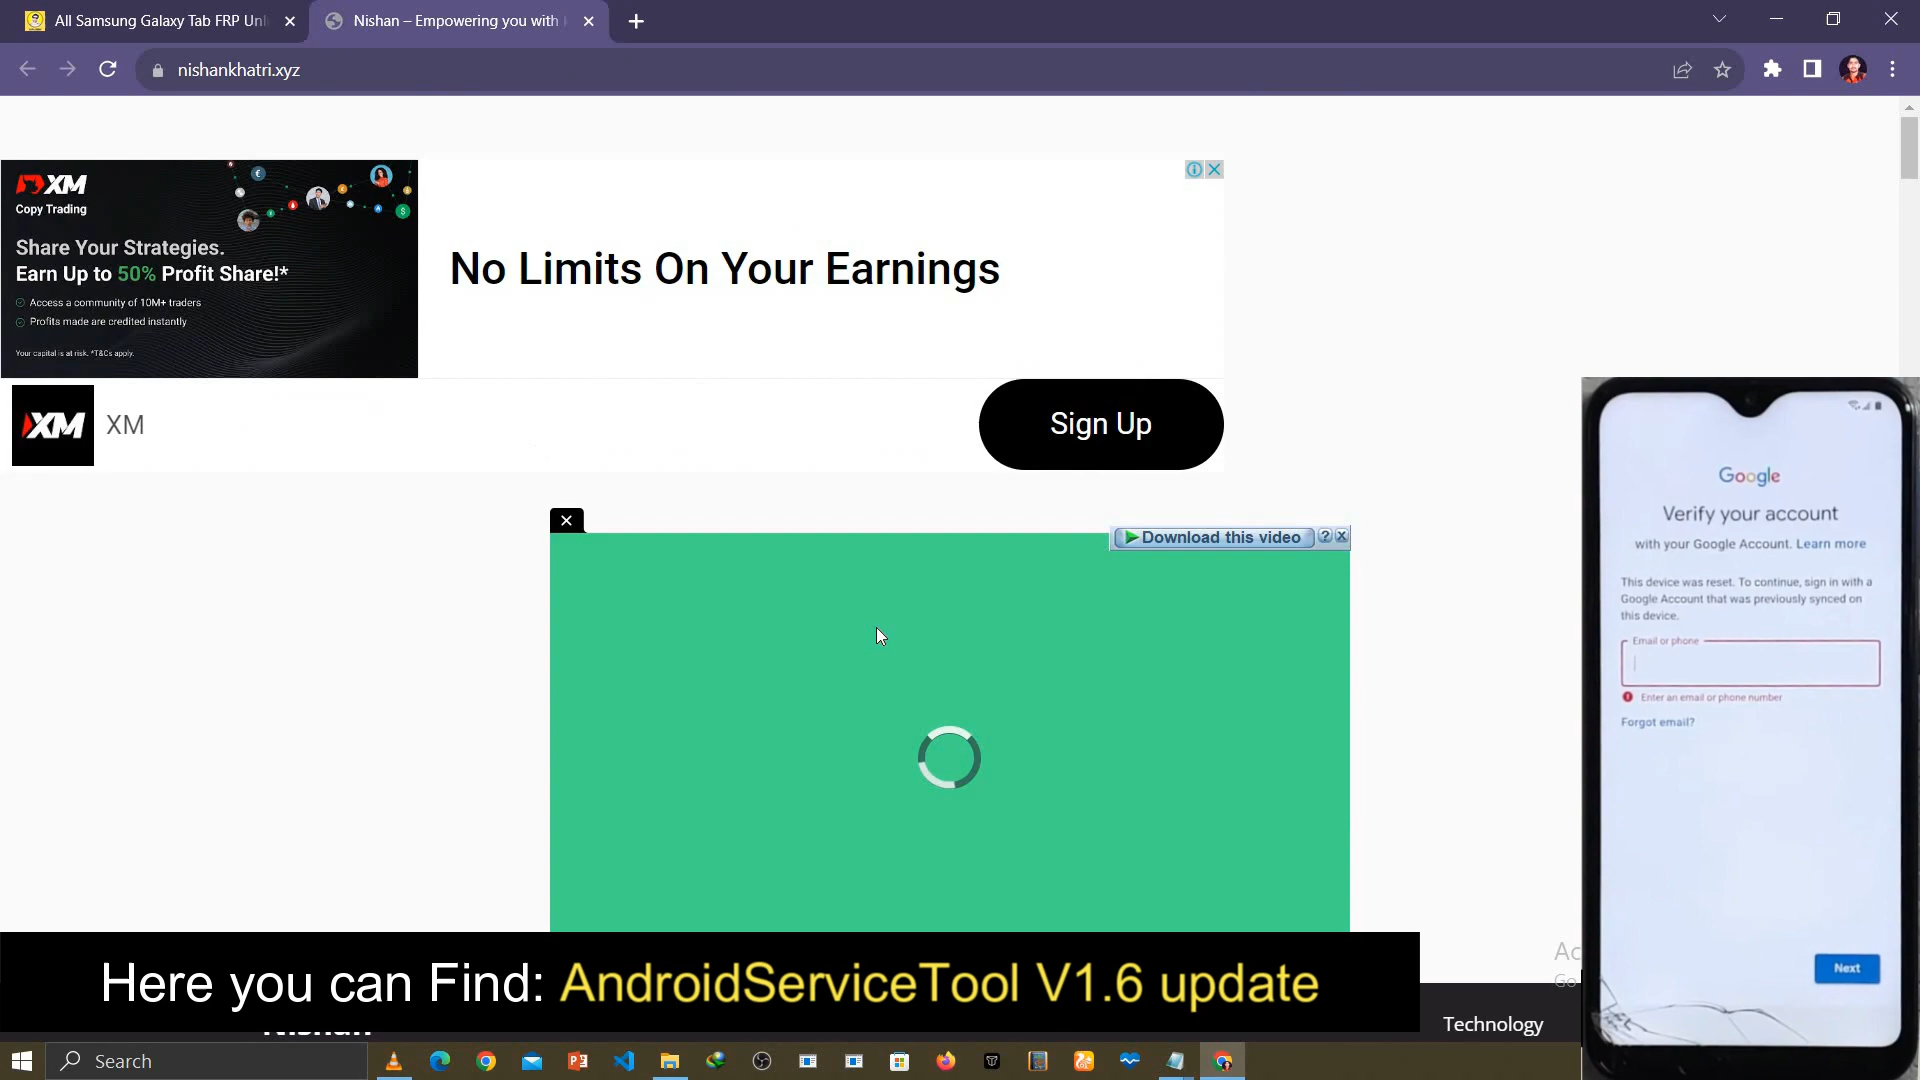 All Samsung Galaxy Tab FRP Unl
Nishan – Empowering you with
nishankhatri.xyz
XM
Copy Trading
Share Your Strategies.
Earn Up to 50% Profit Share!*
Access a community of 10M+ traders
Profits made are credited instantly
Your capital is at risk. *T&Cs apply.
No Limits On Your Earnings
XM
XM
Sign Up
Download this video
Google
Verify your account
with your Google Account. Learn more
This device was reset. To continue, sign in with a
Google Account that was previously synced on
this device.
Email or phone
Enter an email or phone number
Forgot email?
Next
Here you can Find: AndroidServiceTool V1.6 update
Nishan
Technology
Search